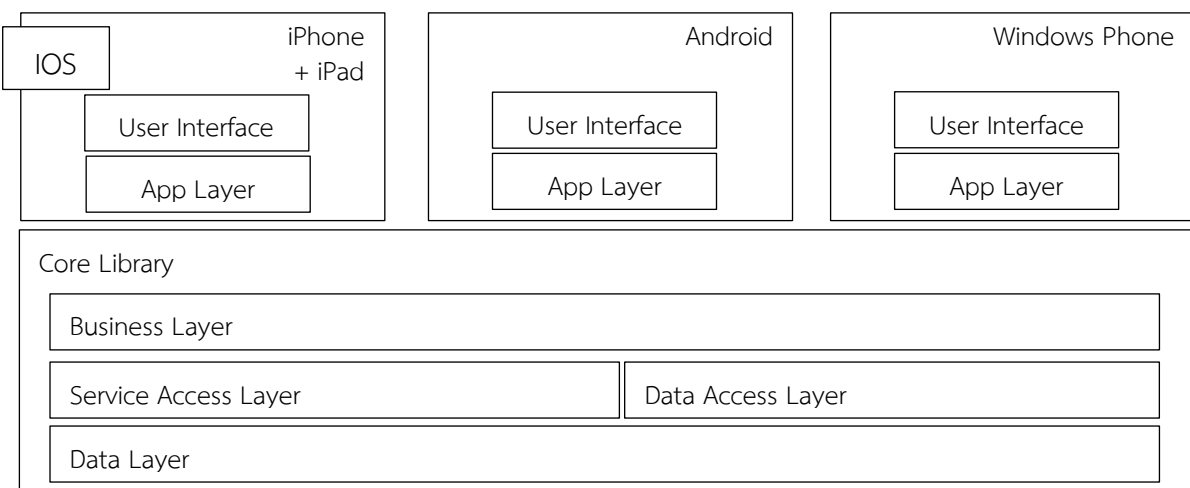 IOS
iPhone
+ iPad
User Interface
App Layer
Android
User Interface
App Layer
Windows Phone
User Interface
App Layer
Core Library
Business Layer
Service Access Layer
Data Access Layer
Data Layer